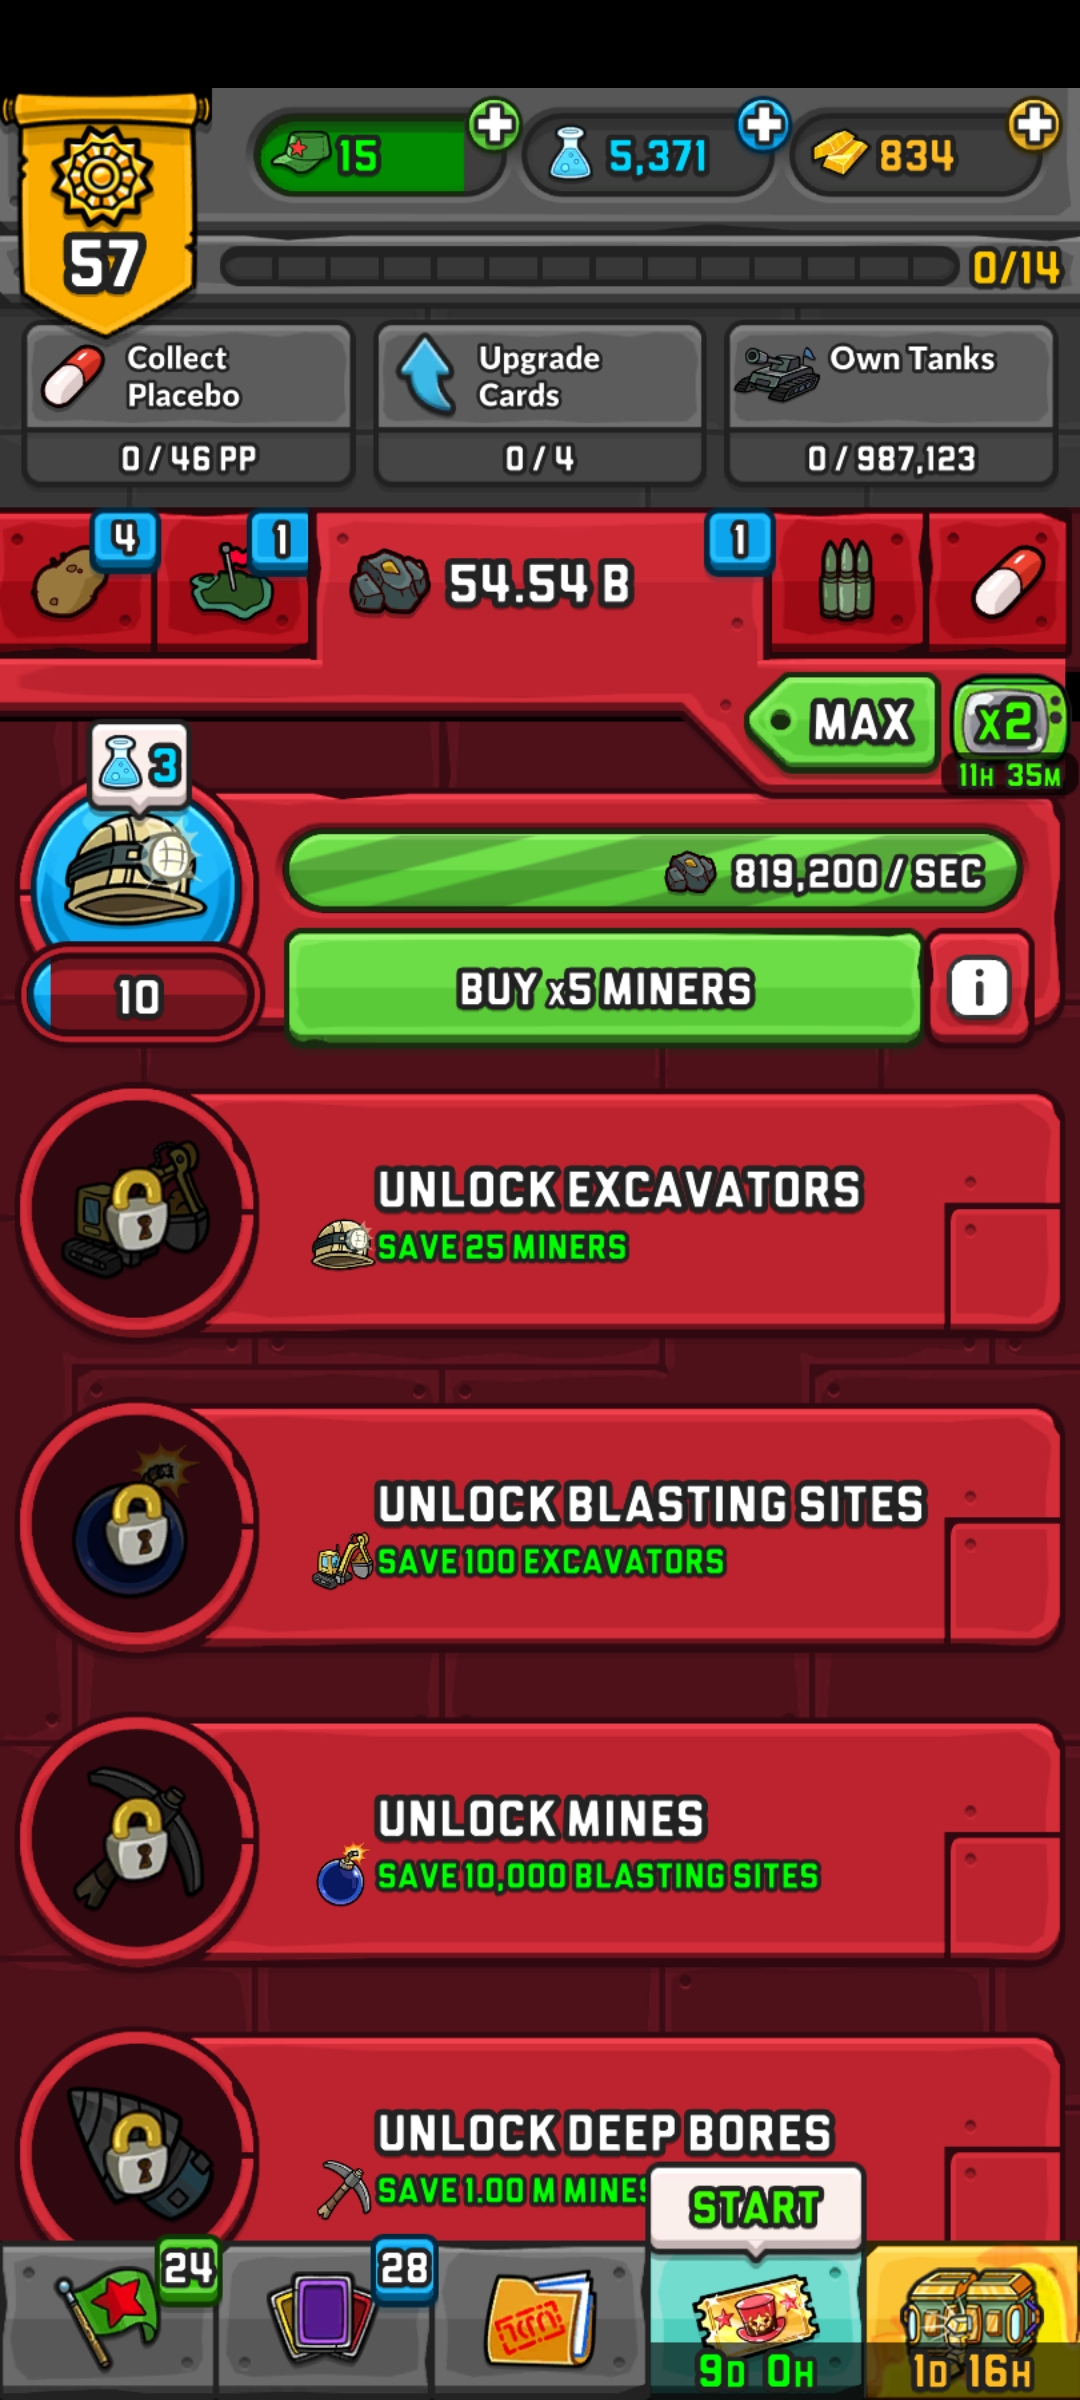 15
5,371
834
57
0/14
Collect
Placebo
0 / 46 PP
Upgrade
Cards
0 / 4
Own Tanks
0 / 987,123
4
1
54.54 B
1
MAX
x2
11H 35M
3
819,200 / SEC
10
BUY x5 MINERS
i
UNLOCK EXCAVATORS
SAVE 25 MINERS
UNLOCK BLASTING SITES
SAVE 100 EXCAVATORS
UNLOCK MINES
SAVE 10,000 BLASTING SITES
UNLOCK DEEP BORES
SAVE 1.00 M MINES
START
24
28
9D 0H
1D 16H